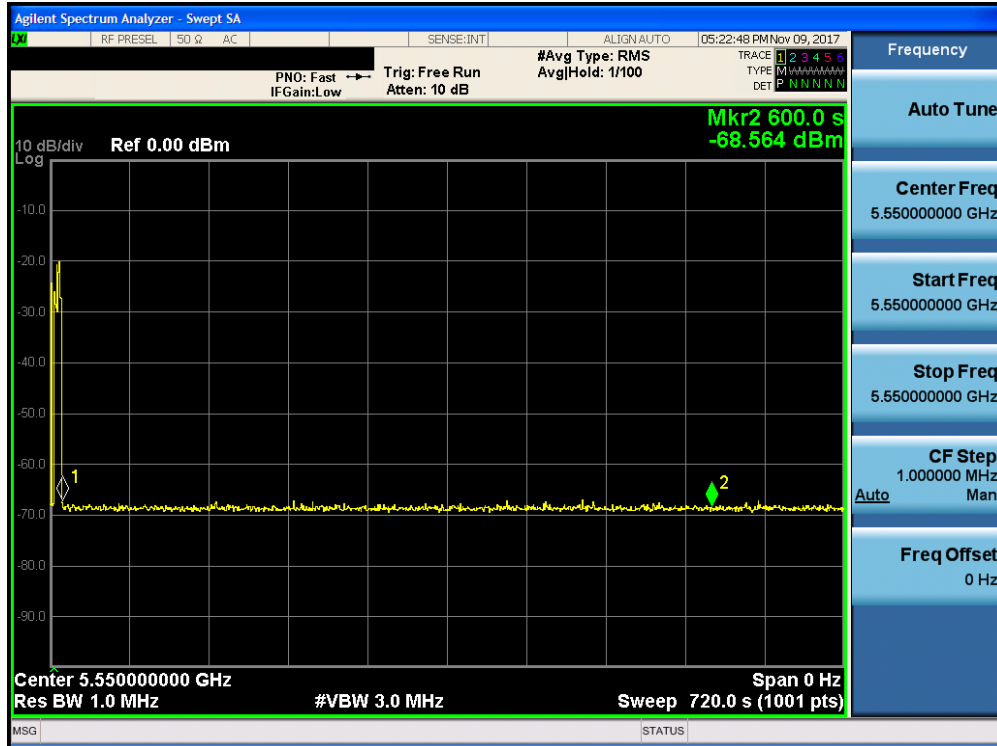 Agilent Spectrum Analyzer - Swept SA
LXI RF PRESEL 50 Ω AC SENSE:INT ALIGN AUTO 05:22:48 PM Nov 09, 2017
Frequency
PNO: Fast Trig: Free Run #Avg Type: RMS TRACE 1 2 3 4 5 6
IFGain:Low Atten: 10 dB Avg|Hold: 1/100 TYPE M WWWWWW
DET P N N N N N
Auto Tune
Mkr2 600.0 s
-68.564 dBm
10 dB/div Ref 0.00 dBm
Log
-10.0
-20.0
-30.0
-40.0
-50.0
-60.0
-70.0
-80.0
-90.0
1
2
Center 5.550000000 GHz Span 0 Hz
Res BW 1.0 MHz #VBW 3.0 MHz Sweep 720.0 s (1001 pts)
Center Freq
5.550000000 GHz
Start Freq
5.550000000 GHz
Stop Freq
5.550000000 GHz
CF Step
1.000000 MHz
Auto Man
Freq Offset
0 Hz
MSG STATUS